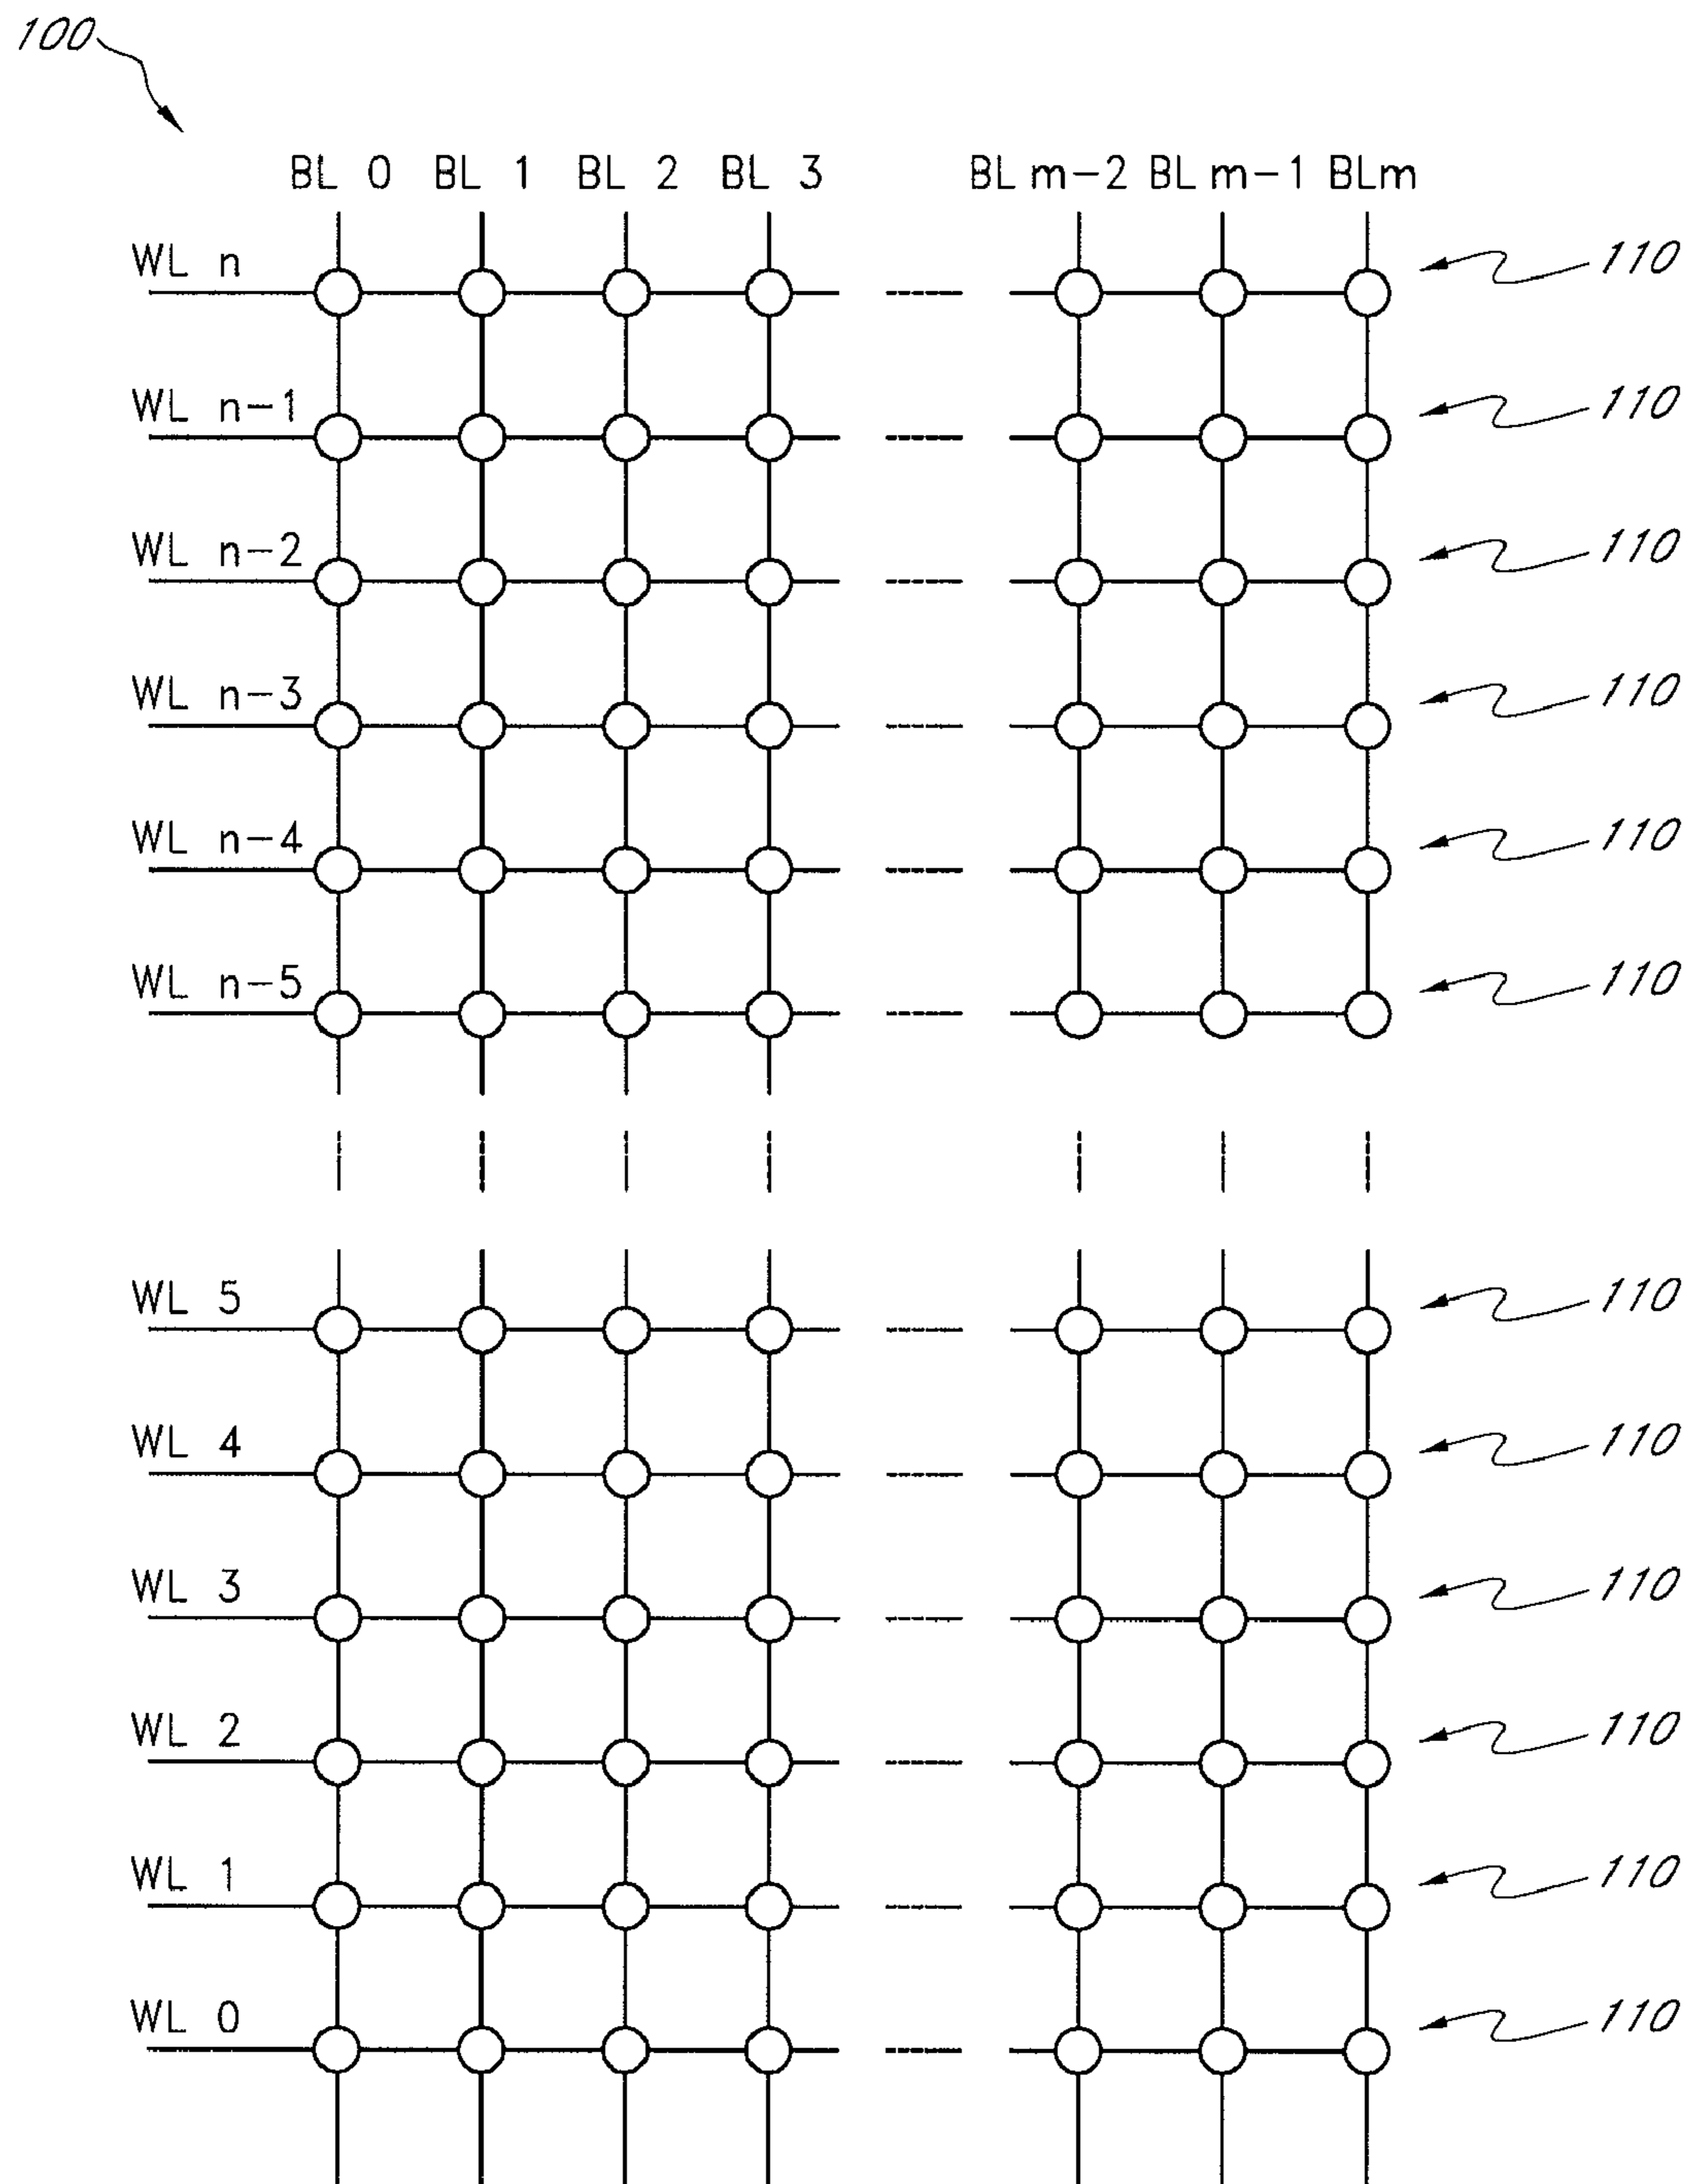 100
BL 0 BL 1 BL 2 BL 3 BL m-2 BL m-1 BLm
WL n 110
WL n-1 110
WL n-2 110
WL n-3 110
WL n-4 110
WL n-5 110
WL 5 110
WL 4 110
WL 3 110
WL 2 110
WL 1 110
WL 0 110